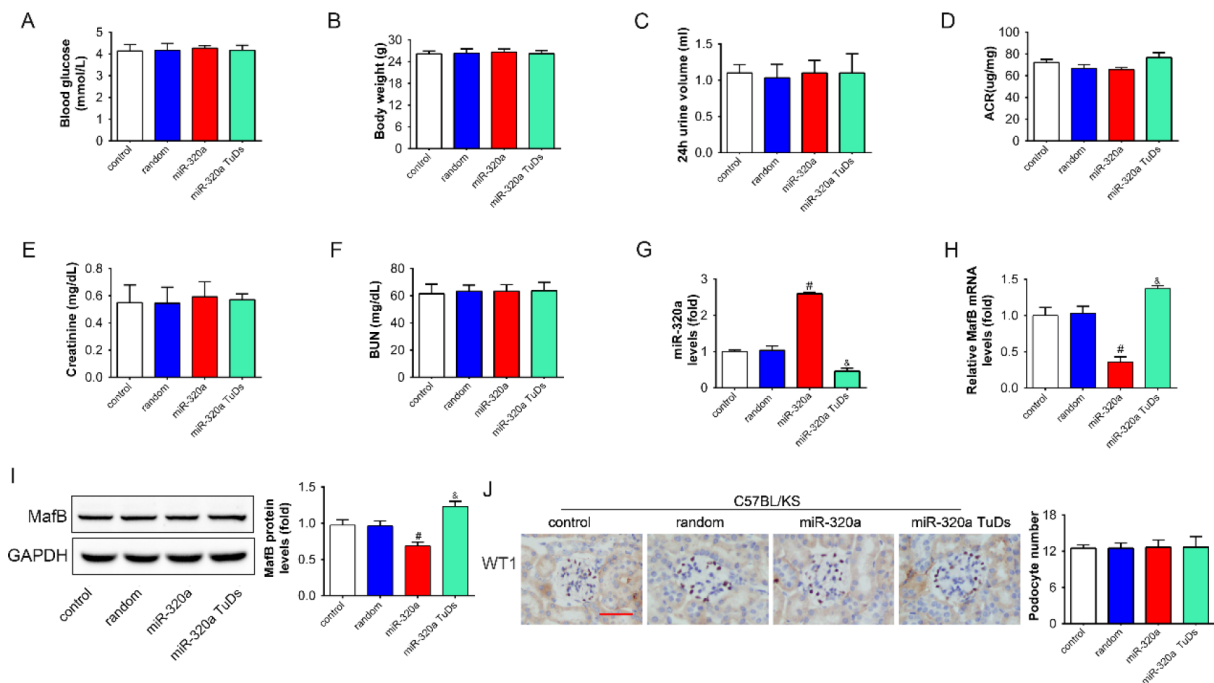 A
Blood glucose
(mmol/L)
5
4
3
2
1
0
control
random
miR-320a
miR-320a TuDs
B
Body weight (g)
30
24
18
12
6
0
control
random
miR-320a
miR-320a TuDs
C
24h urine volume (ml)
1.5
1.0
0.5
0.0
control
random
miR-320a
miR-320a TuDs
D
ACR(ug/mg)
100
80
60
40
20
0
control
random
miR-320a
miR-320a TuDs
E
Creatinine (mg/dL)
0.8
0.6
0.4
0.2
0.0
control
random
miR-320a
miR-320a TuDs
F
BUN (mg/dL)
80
60
40
20
0
control
random
miR-320a
miR-320a TuDs
G
miR-320a
levels (fold)
3
2
1
0
#
&
control
random
miR-320a
miR-320a TuDs
H
Relative MafB mRNA
levels (fold)
1.5
1.0
0.5
0.0
#
&
control
random
miR-320a
miR-320a TuDs
I
MafB
GAPDH
control
random
miR-320a
miR-320a TuDs
MafB protein
levels (fold)
1.5
1.0
0.5
0.0
#
&
control
random
miR-320a
miR-320a TuDs
J
C57BL/KS
control
random
miR-320a
miR-320a TuDs
WT1
Podocyte number
18
12
6
0
control
random
miR-320a
miR-320a TuDs